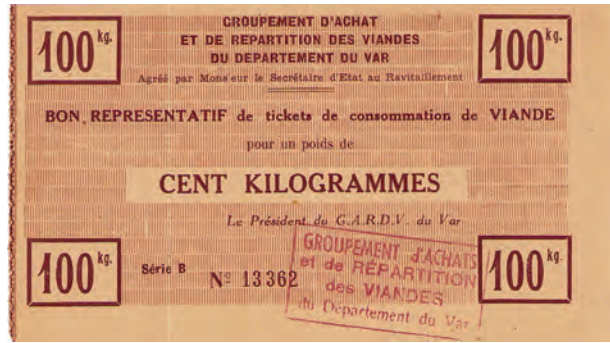 100 kg.
GROUPEMENT D'ACHAT
ET DE REPARTITION DES VIANDES
DU DEPARTEMENT DU VAR
Agréé par Mons eur le Secrétaire d'Etat au Ravitaillement
100 kg.
BON REPRESENTATIF de tickets de consommation de VIANDE
pour un poids de
CENT KILOGRAMMES
Le Président du G.A.R.D.V. du Var
100 kg.
Série B
Nº 13362
GROUPEMENT d'ACHATS
et de RÉPARTITION
des VIANDES
du Département du Var
100 kg.